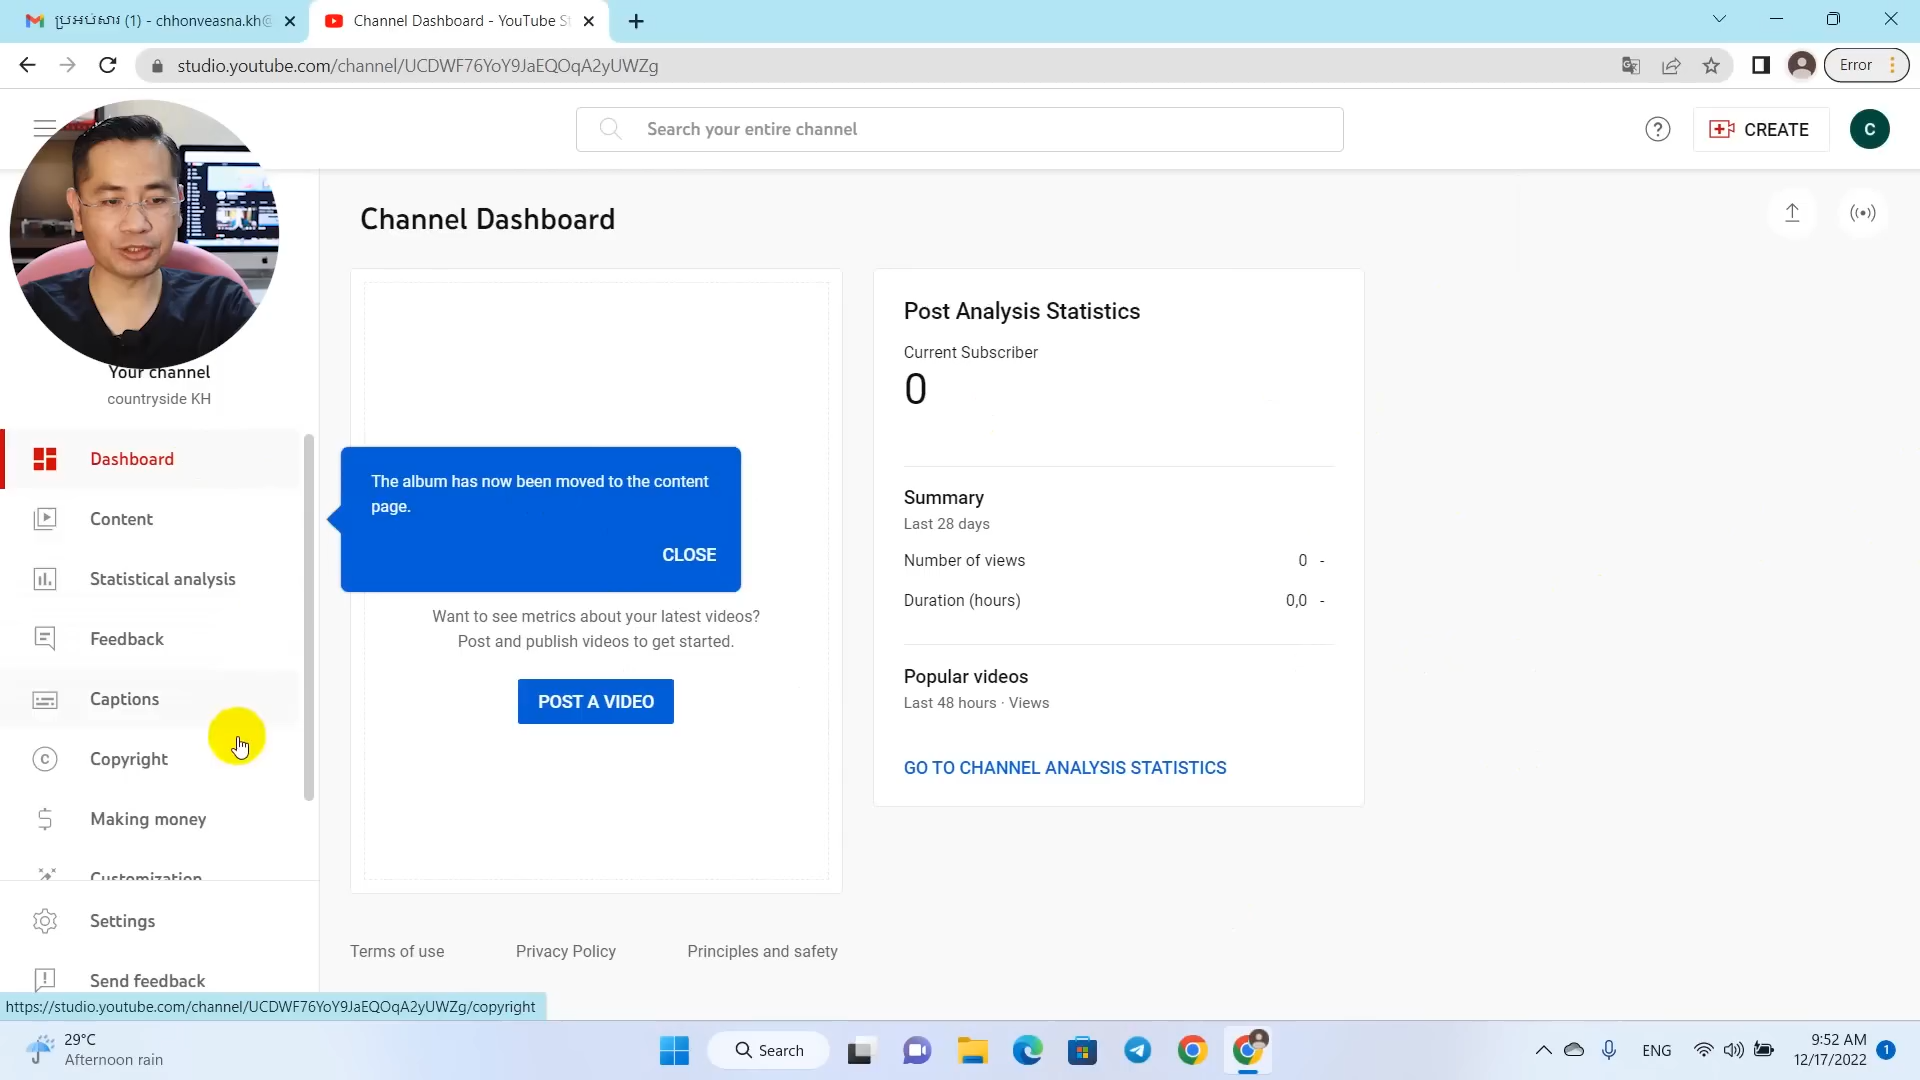 ប្រអប់សារ (1) - chhonveasna.kh@
Channel Dashboard - YouTube St
studio.youtube.com/channel/UCDWF76YoY9JaEQOqA2yUWZg
Error
Search your entire channel
CREATE
C
Channel Dashboard
Your channel
countryside KH
Dashboard
Content
Statistical analysis
Feedback
Captions
Copyright
Making money
Customization
Settings
Send feedback
The album has now been moved to the content
page.
CLOSE
Want to see metrics about your latest videos?
Post and publish videos to get started.
POST A VIDEO
Post Analysis Statistics
Current Subscriber
0
Summary
Last 28 days
Number of views 0 -
Duration (hours) 0,0 -
Popular videos
Last 48 hours · Views
GO TO CHANNEL ANALYSIS STATISTICS
Terms of use Privacy Policy Principles and safety
https://studio.youtube.com/channel/UCDWF76YoY9JaEQOqA2yUWZg/copyright
29°C
Afternoon rain
Search
ENG
9:52 AM
12/17/2022
1